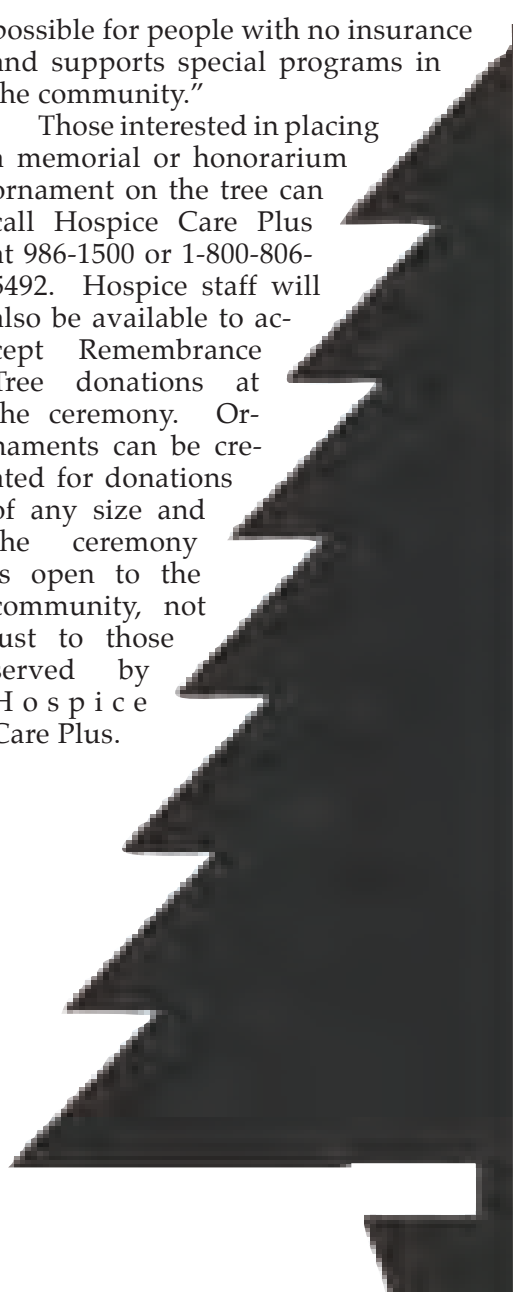 possible for people with no insurance
and supports special programs in
the community.”
Those interested in placing
a memorial or honorarium
ornament on the tree can
call Hospice Care Plus
at 986-1500 or 1-800-806-
5492. Hospice staff will
also be available to ac-
cept Remembrance
Tree donations at
the ceremony. Or-
naments can be cre-
ated for donations
of any size and
the ceremony
is open to the
community, not
just to those
served by
Hospice
Care Plus.